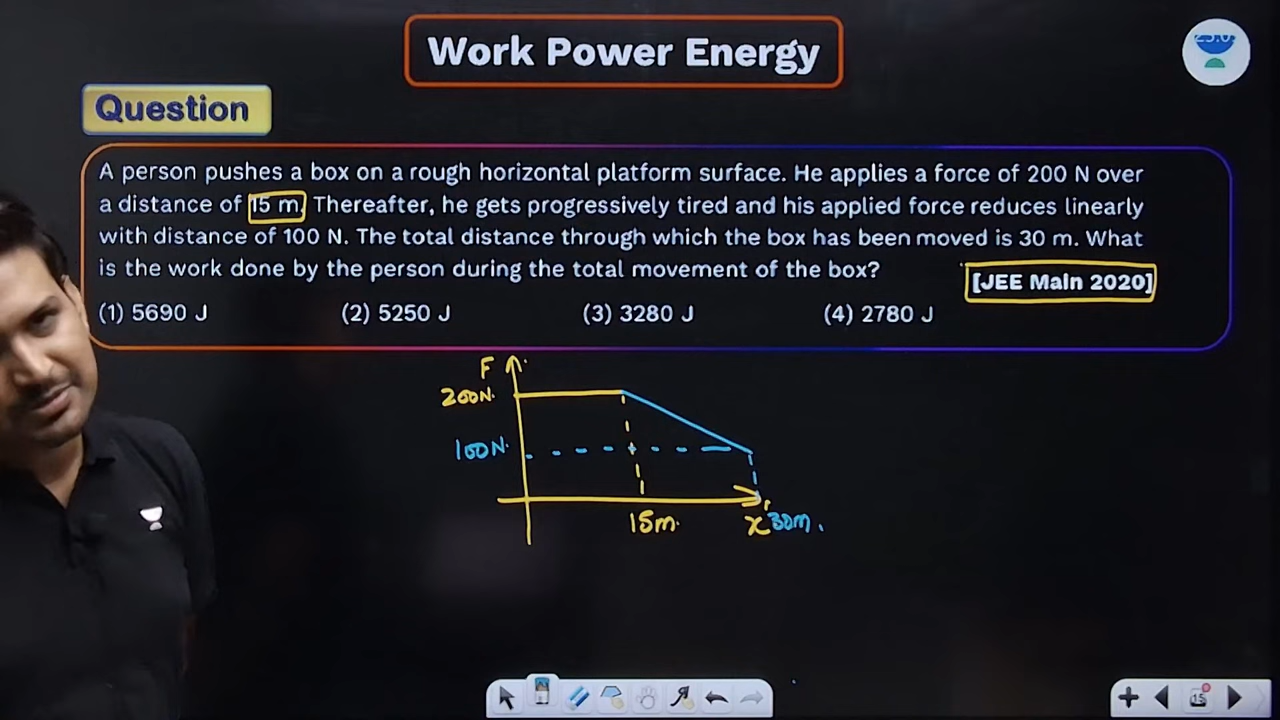 Work Power Energy
Question
A person pushes a box on a rough horizontal platform surface. He applies a force of 200 N over
a distance of 15 m. Thereafter, he gets progressively tired and his applied force reduces linearly
with distance of 100 N. The total distance through which the box has been moved is 30 m. What
is the work done by the person during the total movement of the box?
[JEE Main 2020]
(1) 5690 J (2) 5250 J (3) 3280 J (4) 2780 J
F
200N.
100N.
15m. x 30m.
15